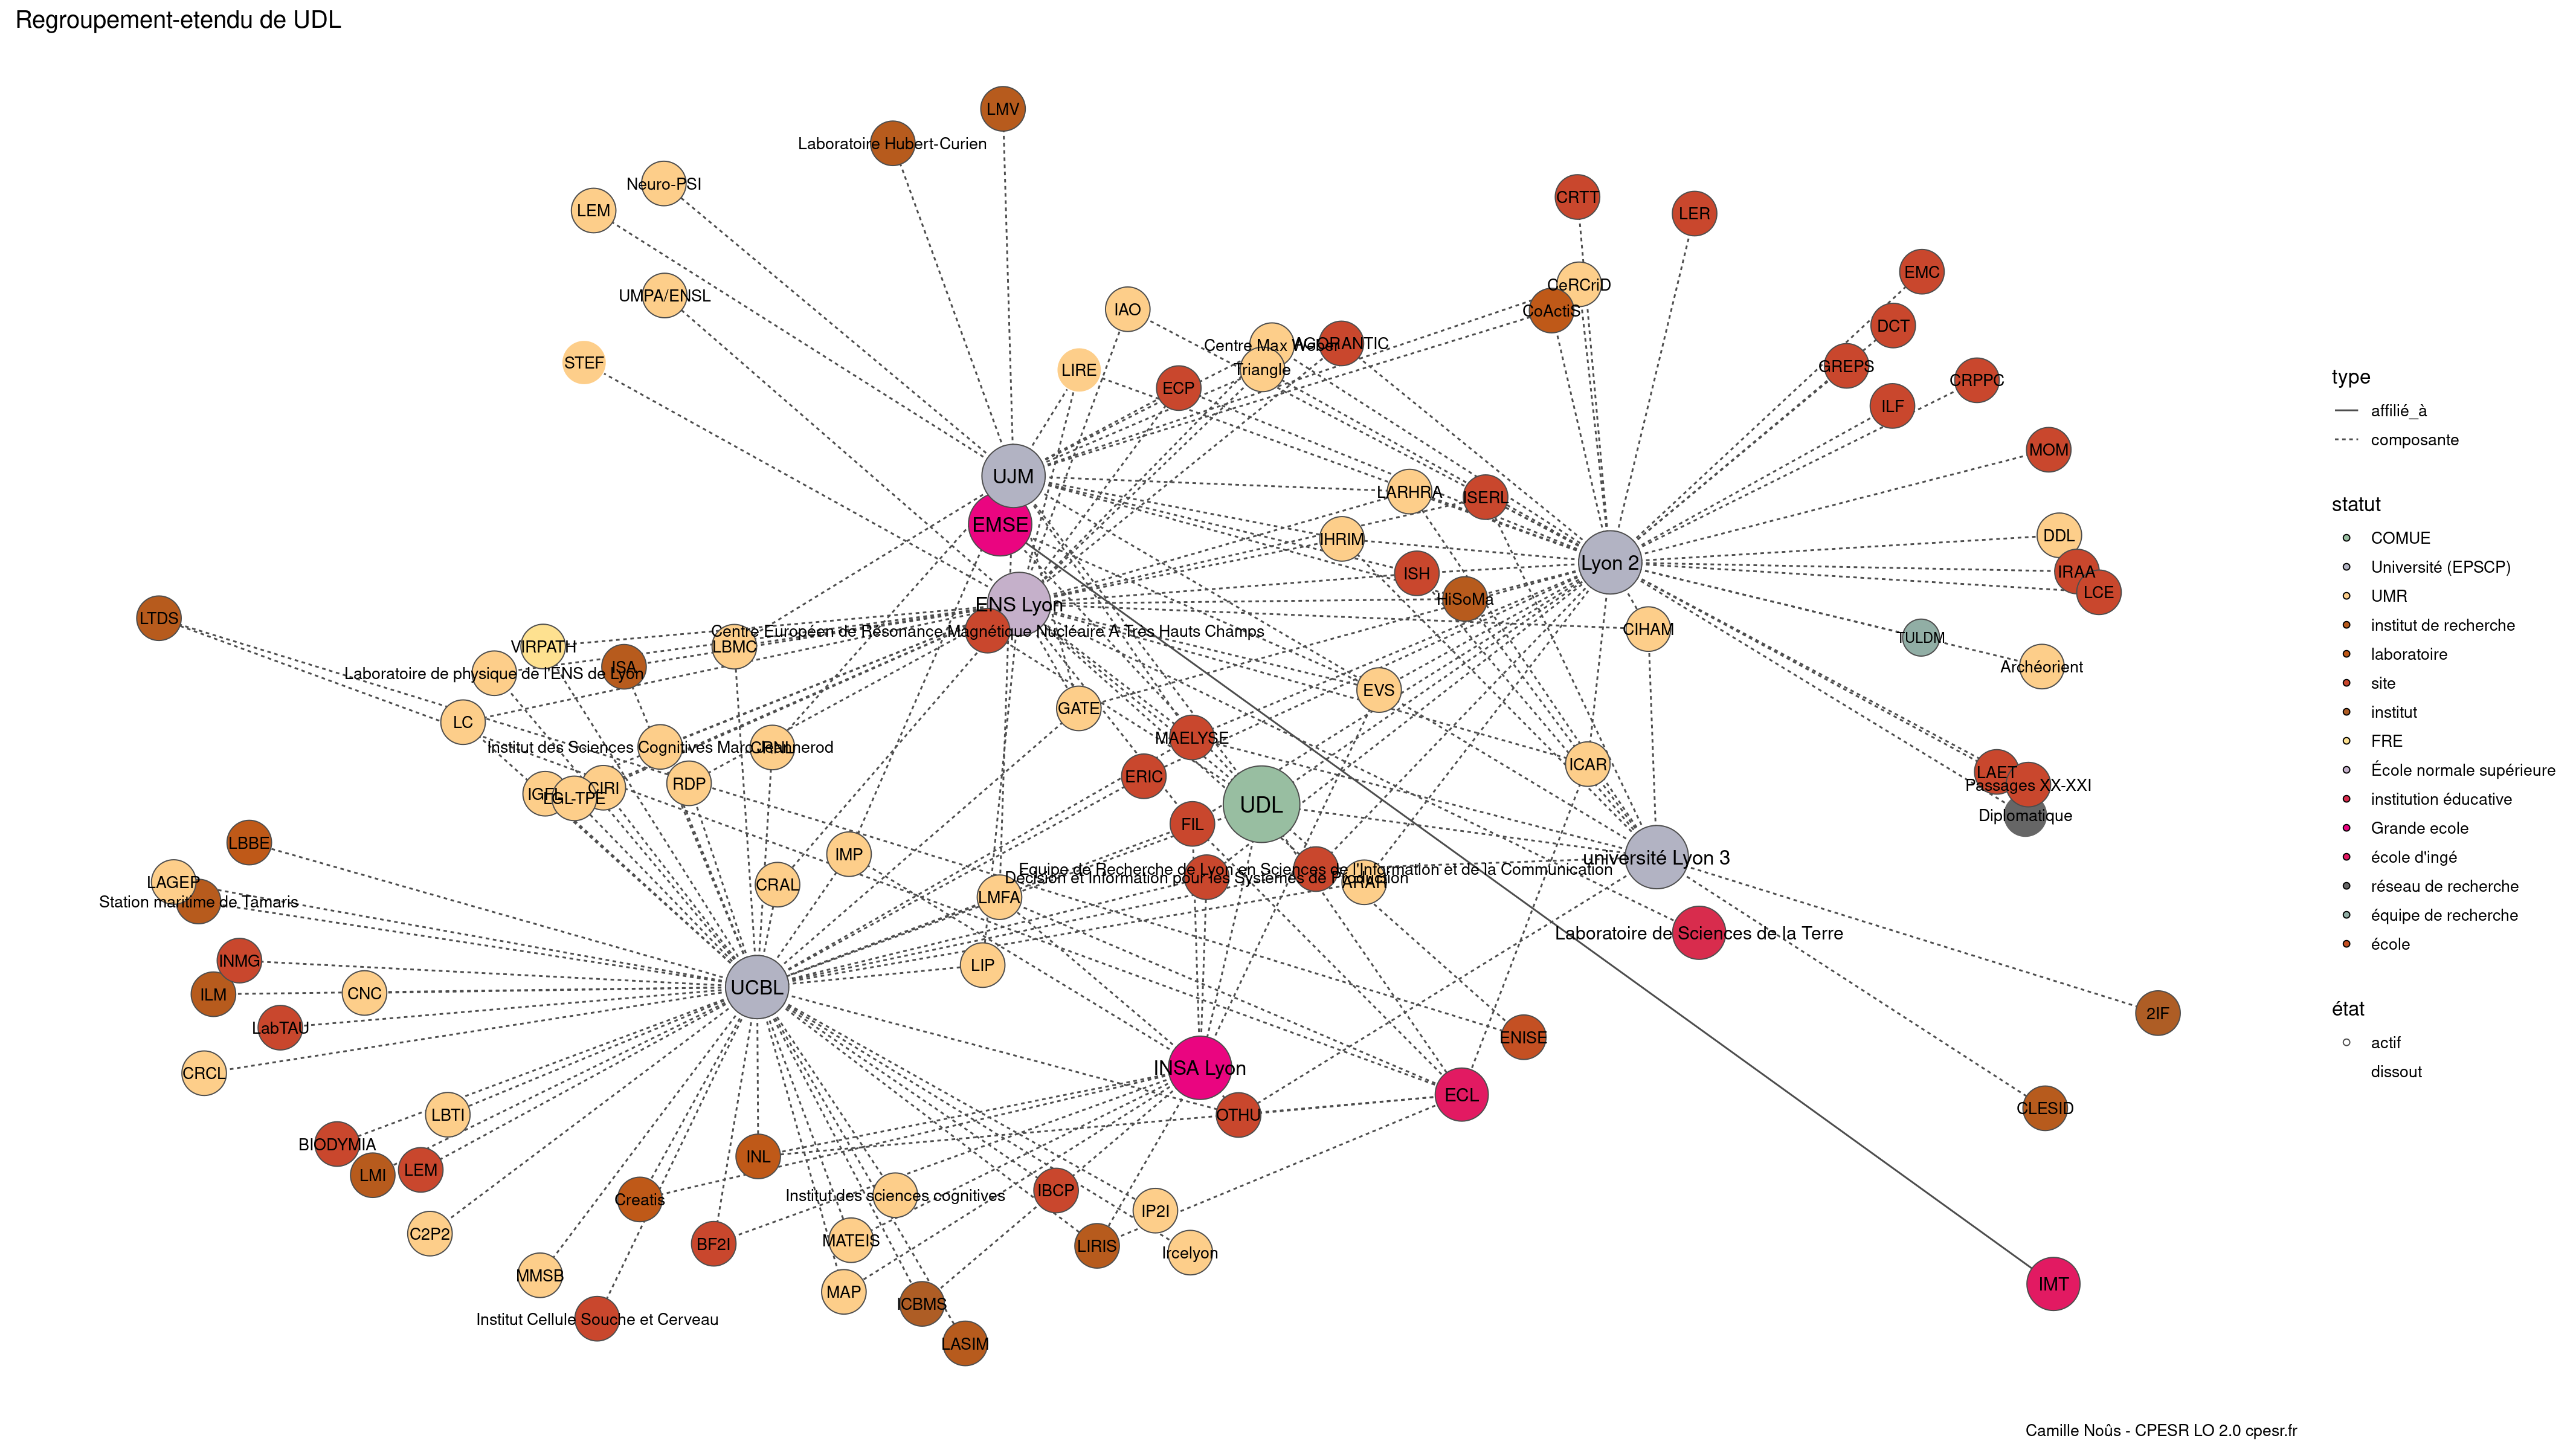 Regroupement-etendu de UDL
LMV
Laboratoire Hubert-Curien
Neuro-PSI
CRTT
LEM
LER
EMC
CeRCriD
UMPA/ENSL
IAO
CoActiS
DCT
Centre Max Weber
AGORANTIC
STEF
LIRE
Triangle
GREPS
CRPPC
ECP
ILF
MOM
UJM
LARHRA
ISERL
EMSE
IHRIM
DDL
Lyon 2
ISH
IRAA
LCE
HiSoMa
ENS Lyon
LTDS
CIHAM
Centre Européen de Résonance Magnétique Nucléaire A Très Hauts Champs
TULDM
VIRPATH
LBMC
ISA
Archéorient
Laboratoire de physique de l'ENS de Lyon
EVS
GATE
LC
MAELYSE
Institut des Sciences Cognitives Marc Jeannerod
CRNL
ICAR
LAET
ERIC
RDP
Passages XX-XXI
CIRI
IGFL
LGL-TPE
UDL
Diplomatique
FIL
LBBE
IMP
université Lyon 3
Equipe de Recherche de Lyon en Sciences de l'Information et de la Communication
Décision et Information pour les Systèmes de Production
ARAR
LAGEP
CRAL
LMFA
Station maritime de Tamaris
Laboratoire de Sciences de la Terre
INMG
LIP
UCBL
ILM
CNC
2IF
LabTAU
ENISE
INSA Lyon
CRCL
ECL
CLESID
LBTI
OTHU
BIODYMIA
INL
LEM
LMI
IBCP
Institut des sciences cognitives
Creatis
IP2I
C2P2
MATEIS
BF2I
LIRIS
Ircelyon
MMSB
IMT
MAP
ICBMS
Institut Cellule Souche et Cerveau
LASIM
type
affilié_à
composante
statut
COMUE
Université (EPSCP)
UMR
institut de recherche
laboratoire
site
institut
FRE
École normale supérieure
institution éducative
Grande ecole
école d'ingé
réseau de recherche
équipe de recherche
école
état
actif
dissout
Camille Noûs - CPESR LO 2.0 cpesr.fr